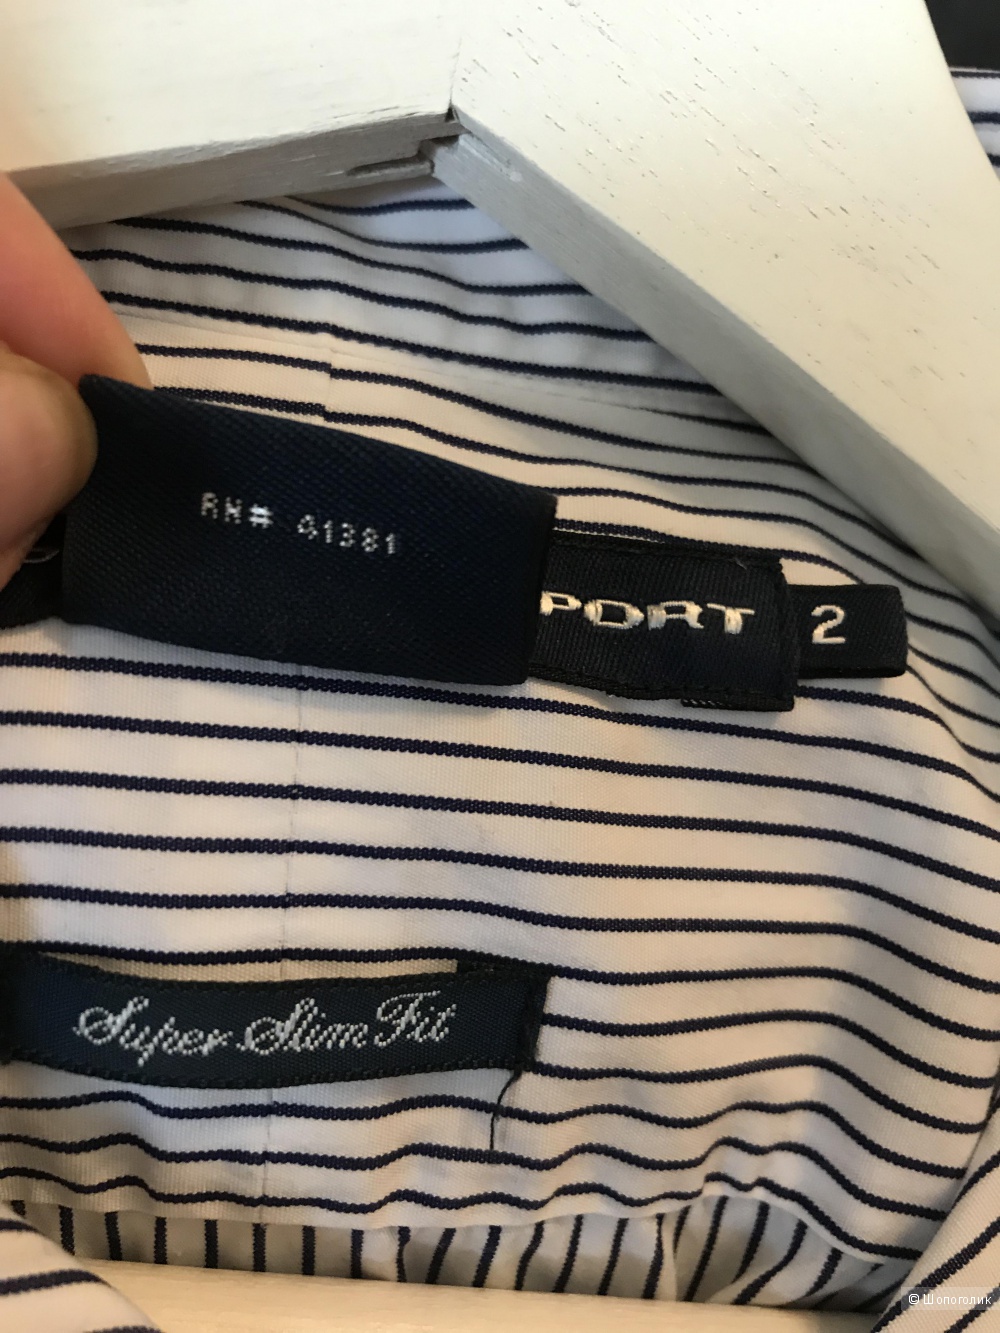 RN# 41381
PORT
2
Super Slim Fit
© Шопоголик